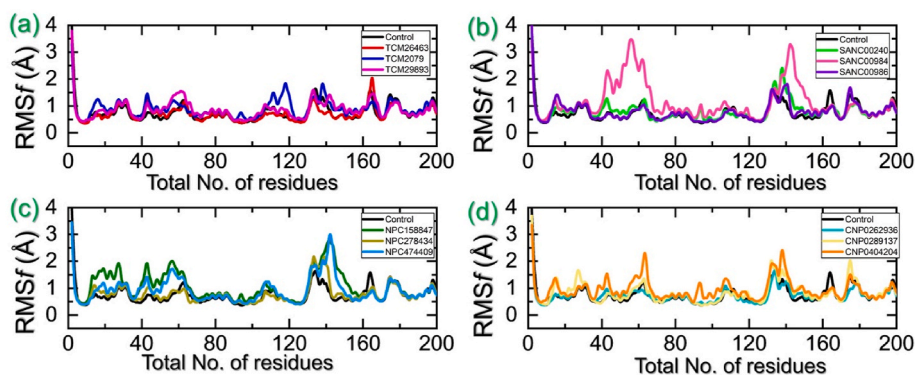 (a)
RMSf (Å)
4
3
2
1
0
Control
TCM26463
TCM2079
TCM29893
0 40 80 120 160 200
Total No. of residues
(b)
RMSf (Å)
4
3
2
1
0
Control
SANC00240
SANC00984
SANC00986
0 40 80 120 160 200
Total No. of residues
(c)
RMSf (Å)
4
3
2
1
0
Control
NPC158847
NPC278434
NPC474409
0 40 80 120 160 200
Total No. of residues
(d)
RMSf (Å)
4
3
2
1
0
Control
CNP0262936
CNP0289137
CNP0404204
0 40 80 120 160 200
Total No. of residues